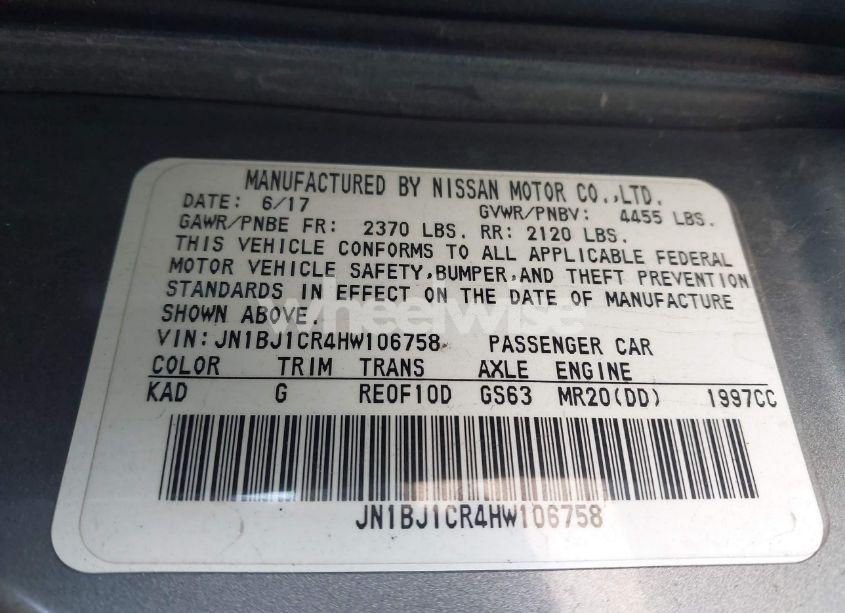 MANUFACTURED BY NISSAN MOTOR CO.,LTD.
DATE: 6/17 GVWR/PNBV: 4455 LBS.
GAWR/PNBE FR: 2370 LBS. RR: 2120 LBS.
THIS VEHICLE CONFORMS TO ALL APPLICABLE FEDERAL
MOTOR VEHICLE SAFETY,BUMPER,AND THEFT PREVENTION
STANDARDS IN EFFECT ON THE DATE OF MANUFACTURE
SHOWN ABOVE.
wheelwise
VIN:JN1BJ1CR4HW106758 PASSENGER CAR
COLOR TRIM TRANS AXLE ENGINE
KAD G RE0F10D GS63 MR20(DD) 1997CC
JN1BJ1CR4HW106758